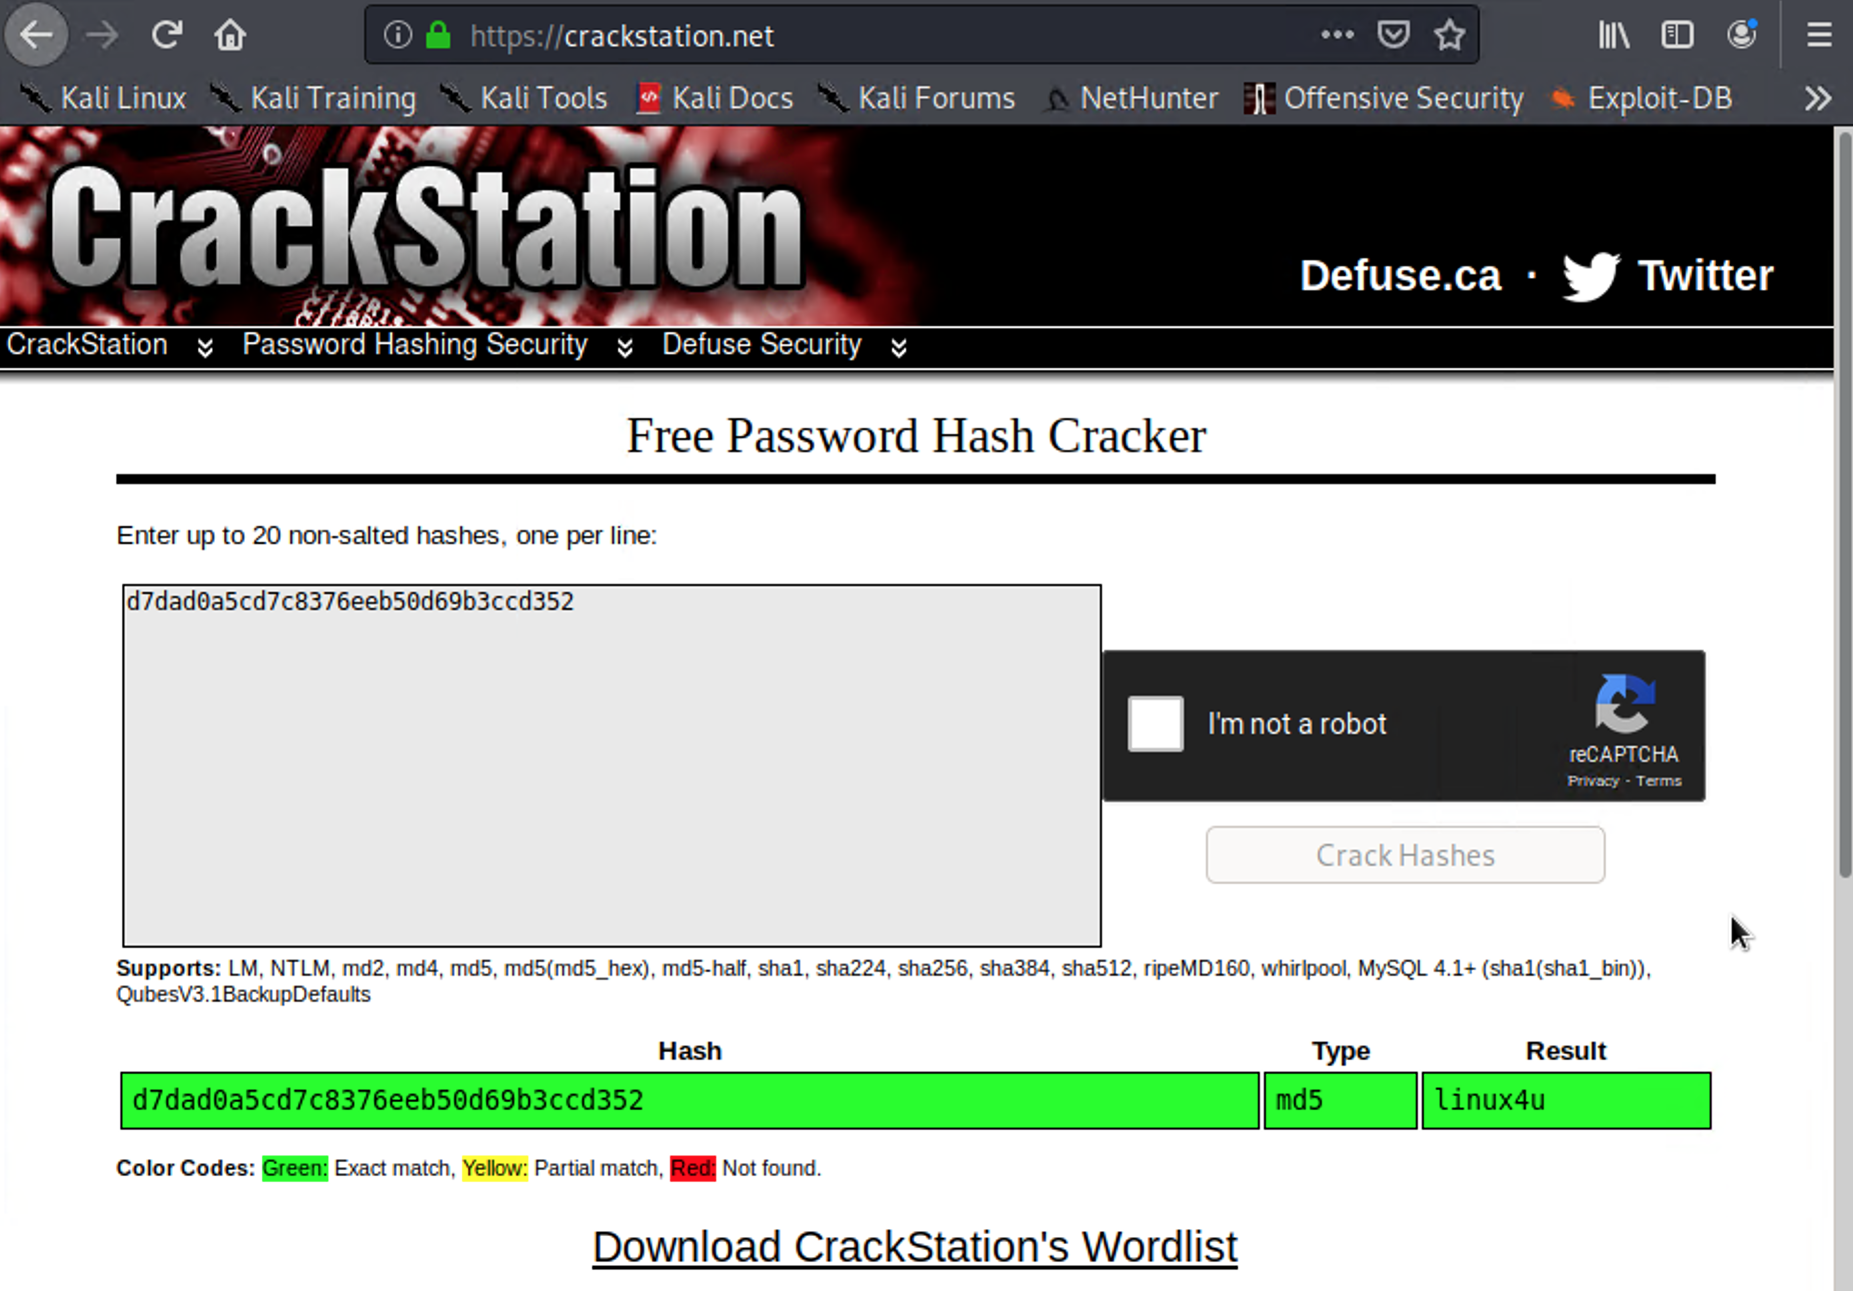 https://crackstation.net
Kali Linux Kali Training Kali Tools Kali Docs Kali Forums NetHunter Offensive Security Exploit-DB
CrackStation
Defuse.ca · Twitter
CrackStation Password Hashing Security Defuse Security
Free Password Hash Cracker
Enter up to 20 non-salted hashes, one per line:
d7dad0a5cd7c8376eeb50d69b3ccd352
I'm not a robot
reCAPTCHA
Privacy - Terms
Crack Hashes
Supports: LM, NTLM, md2, md4, md5, md5(md5_hex), md5-half, sha1, sha224, sha256, sha384, sha512, ripeMD160, whirlpool, MySQL 4.1+ (sha1(sha1_bin)),
QubesV3.1BackupDefaults
Hash Type Result
d7dad0a5cd7c8376eeb50d69b3ccd352 md5 linux4u
Color Codes: Green: Exact match, Yellow: Partial match, Red: Not found.
Download CrackStation's Wordlist